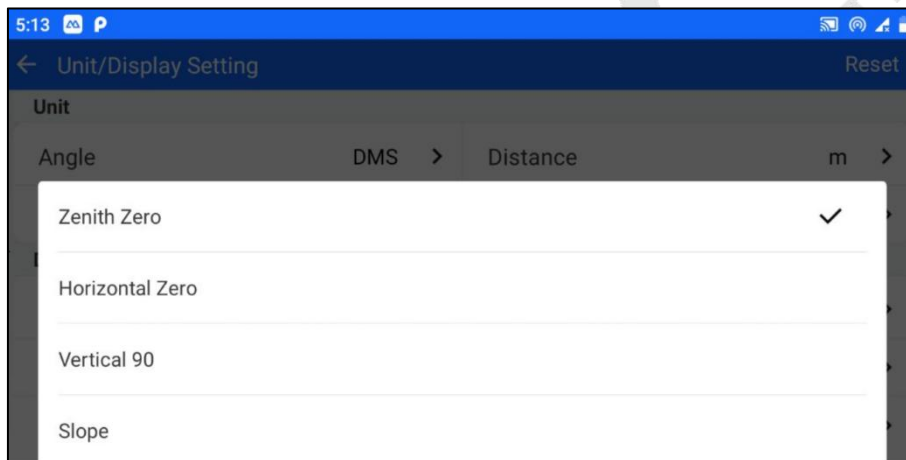 5:13
Unit/Display Setting Reset
Unit
Angle DMS Distance m
Zenith Zero
Horizontal Zero
Vertical 90
Slope